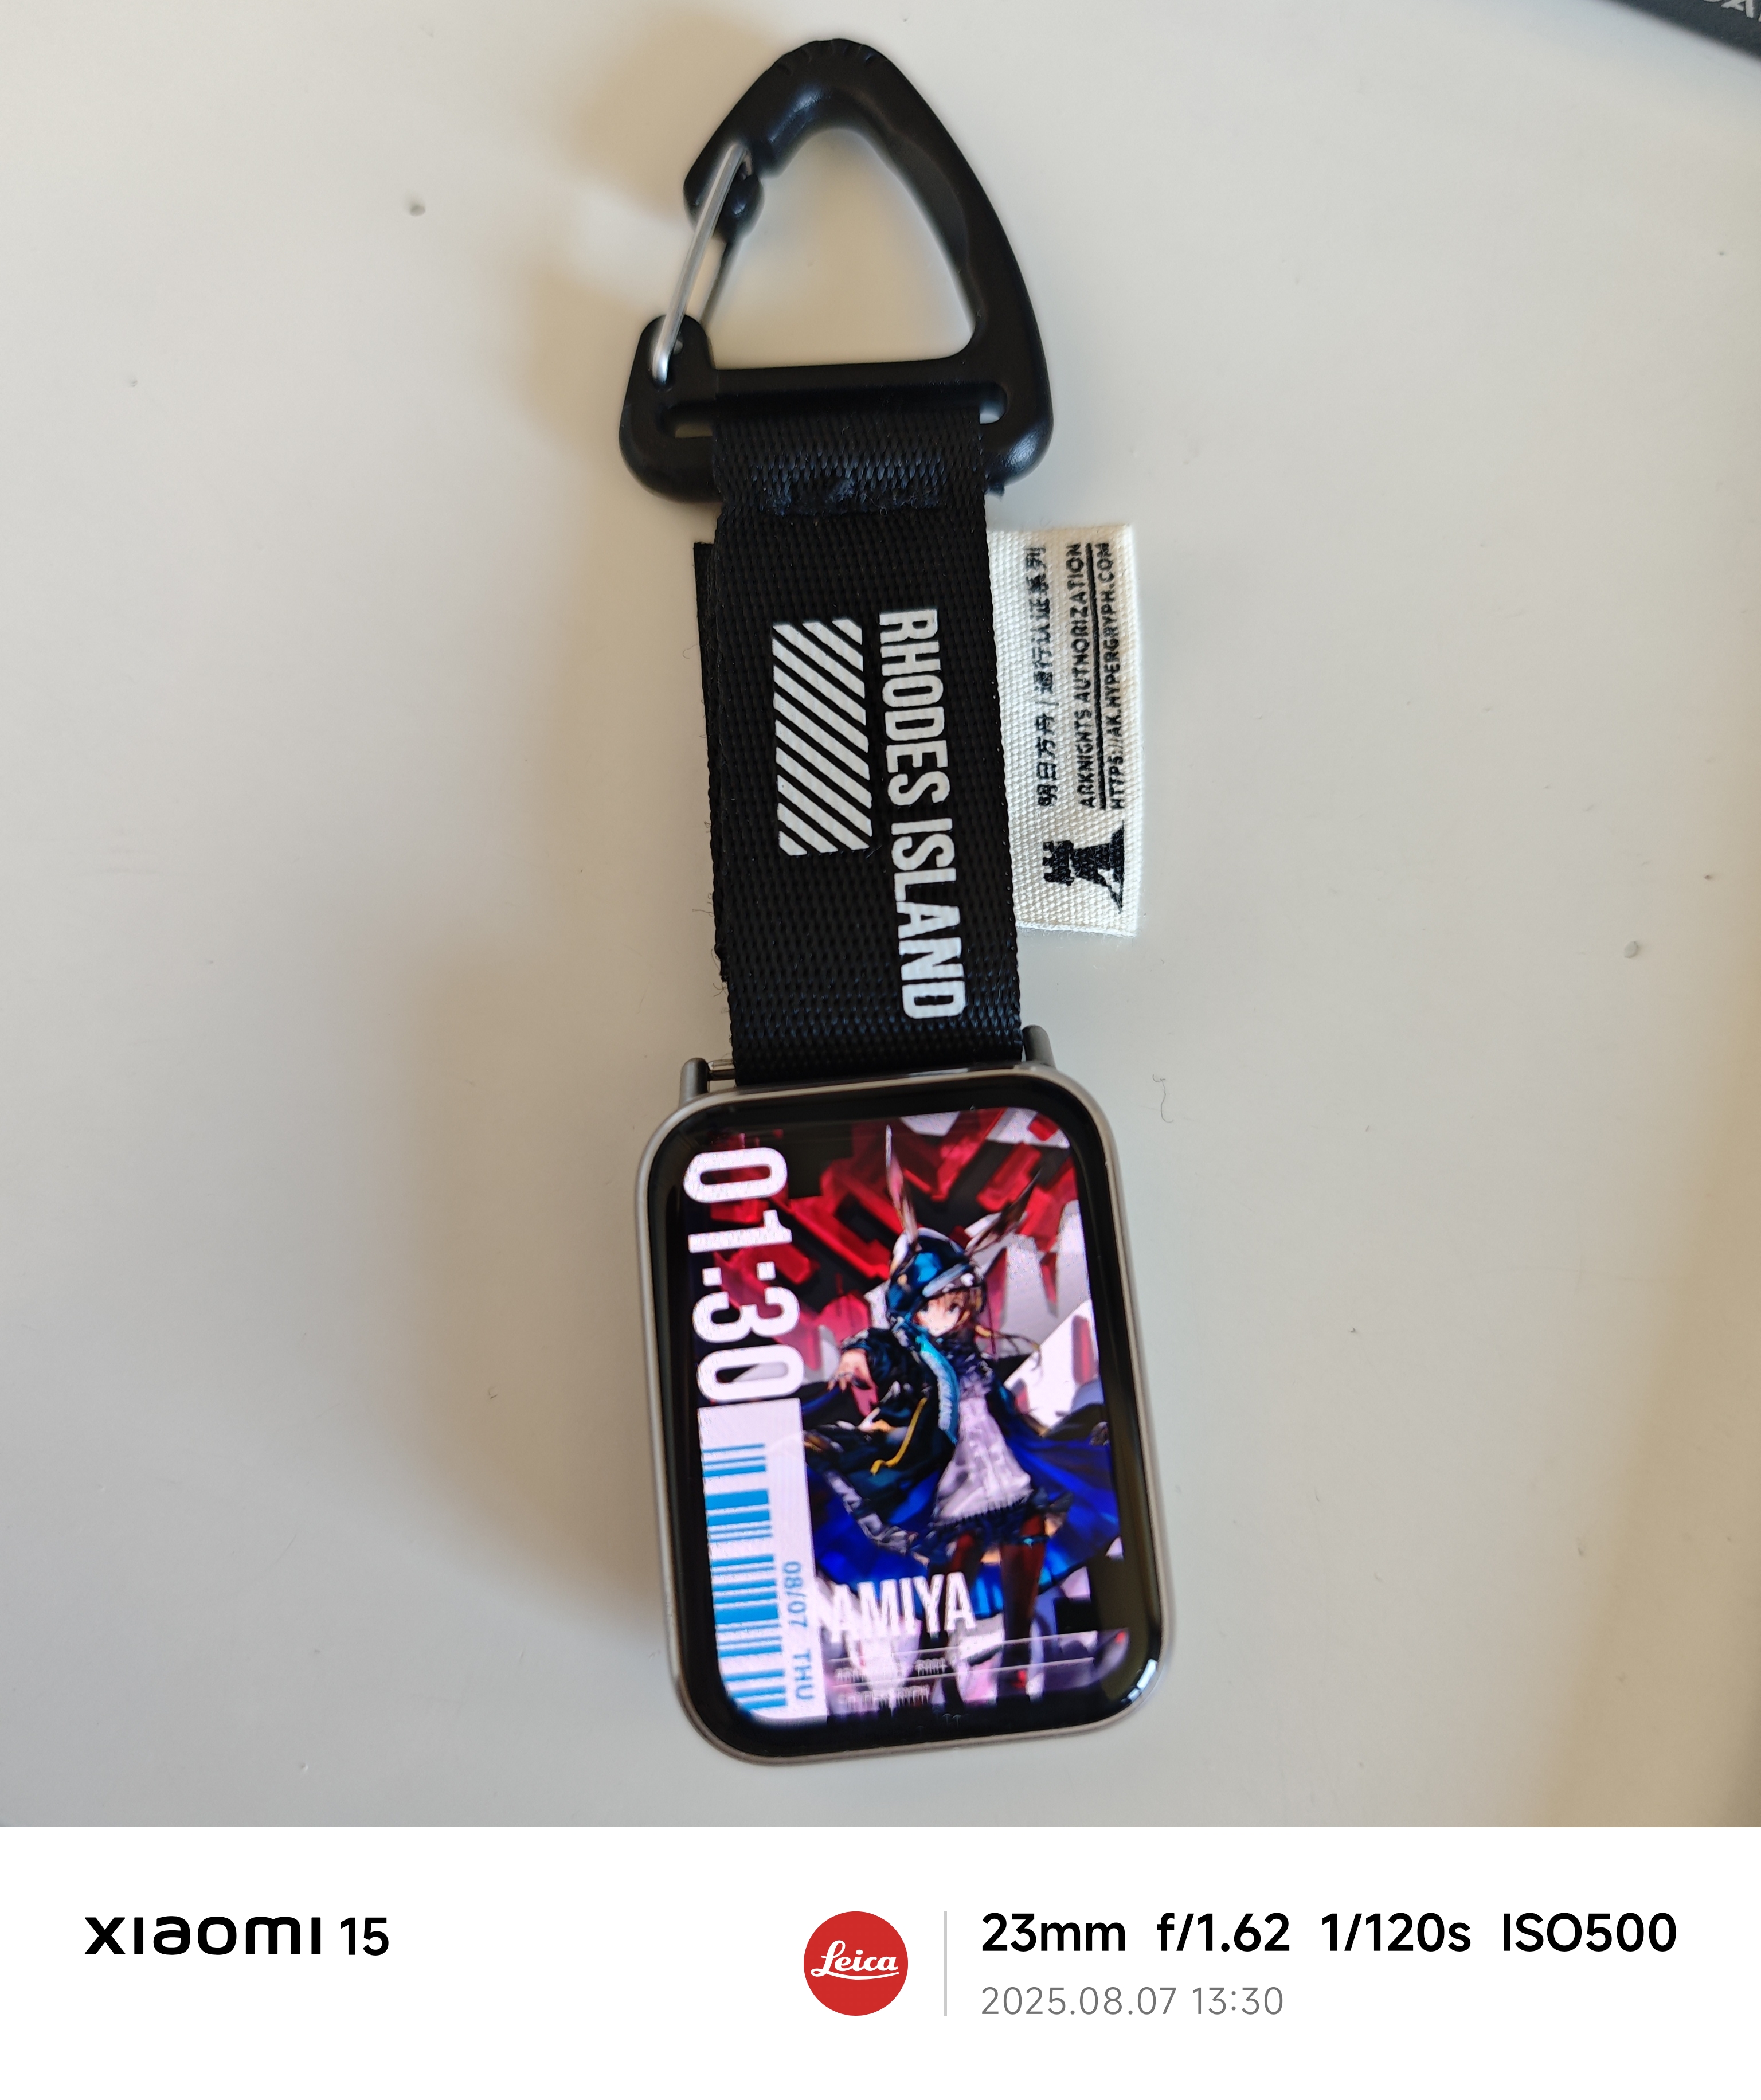 RHODES ISLAND
明日方舟 / 通行认证系列
ARKNIGHTS AUTHORIZATION
HTTPS://AK.HYPERGRYPH.COM
01:30
08/07 THU
AMIYA
xiaomi 15
Leica
23mm f/1.62 1/120s ISO500
2025.08.07 13:30